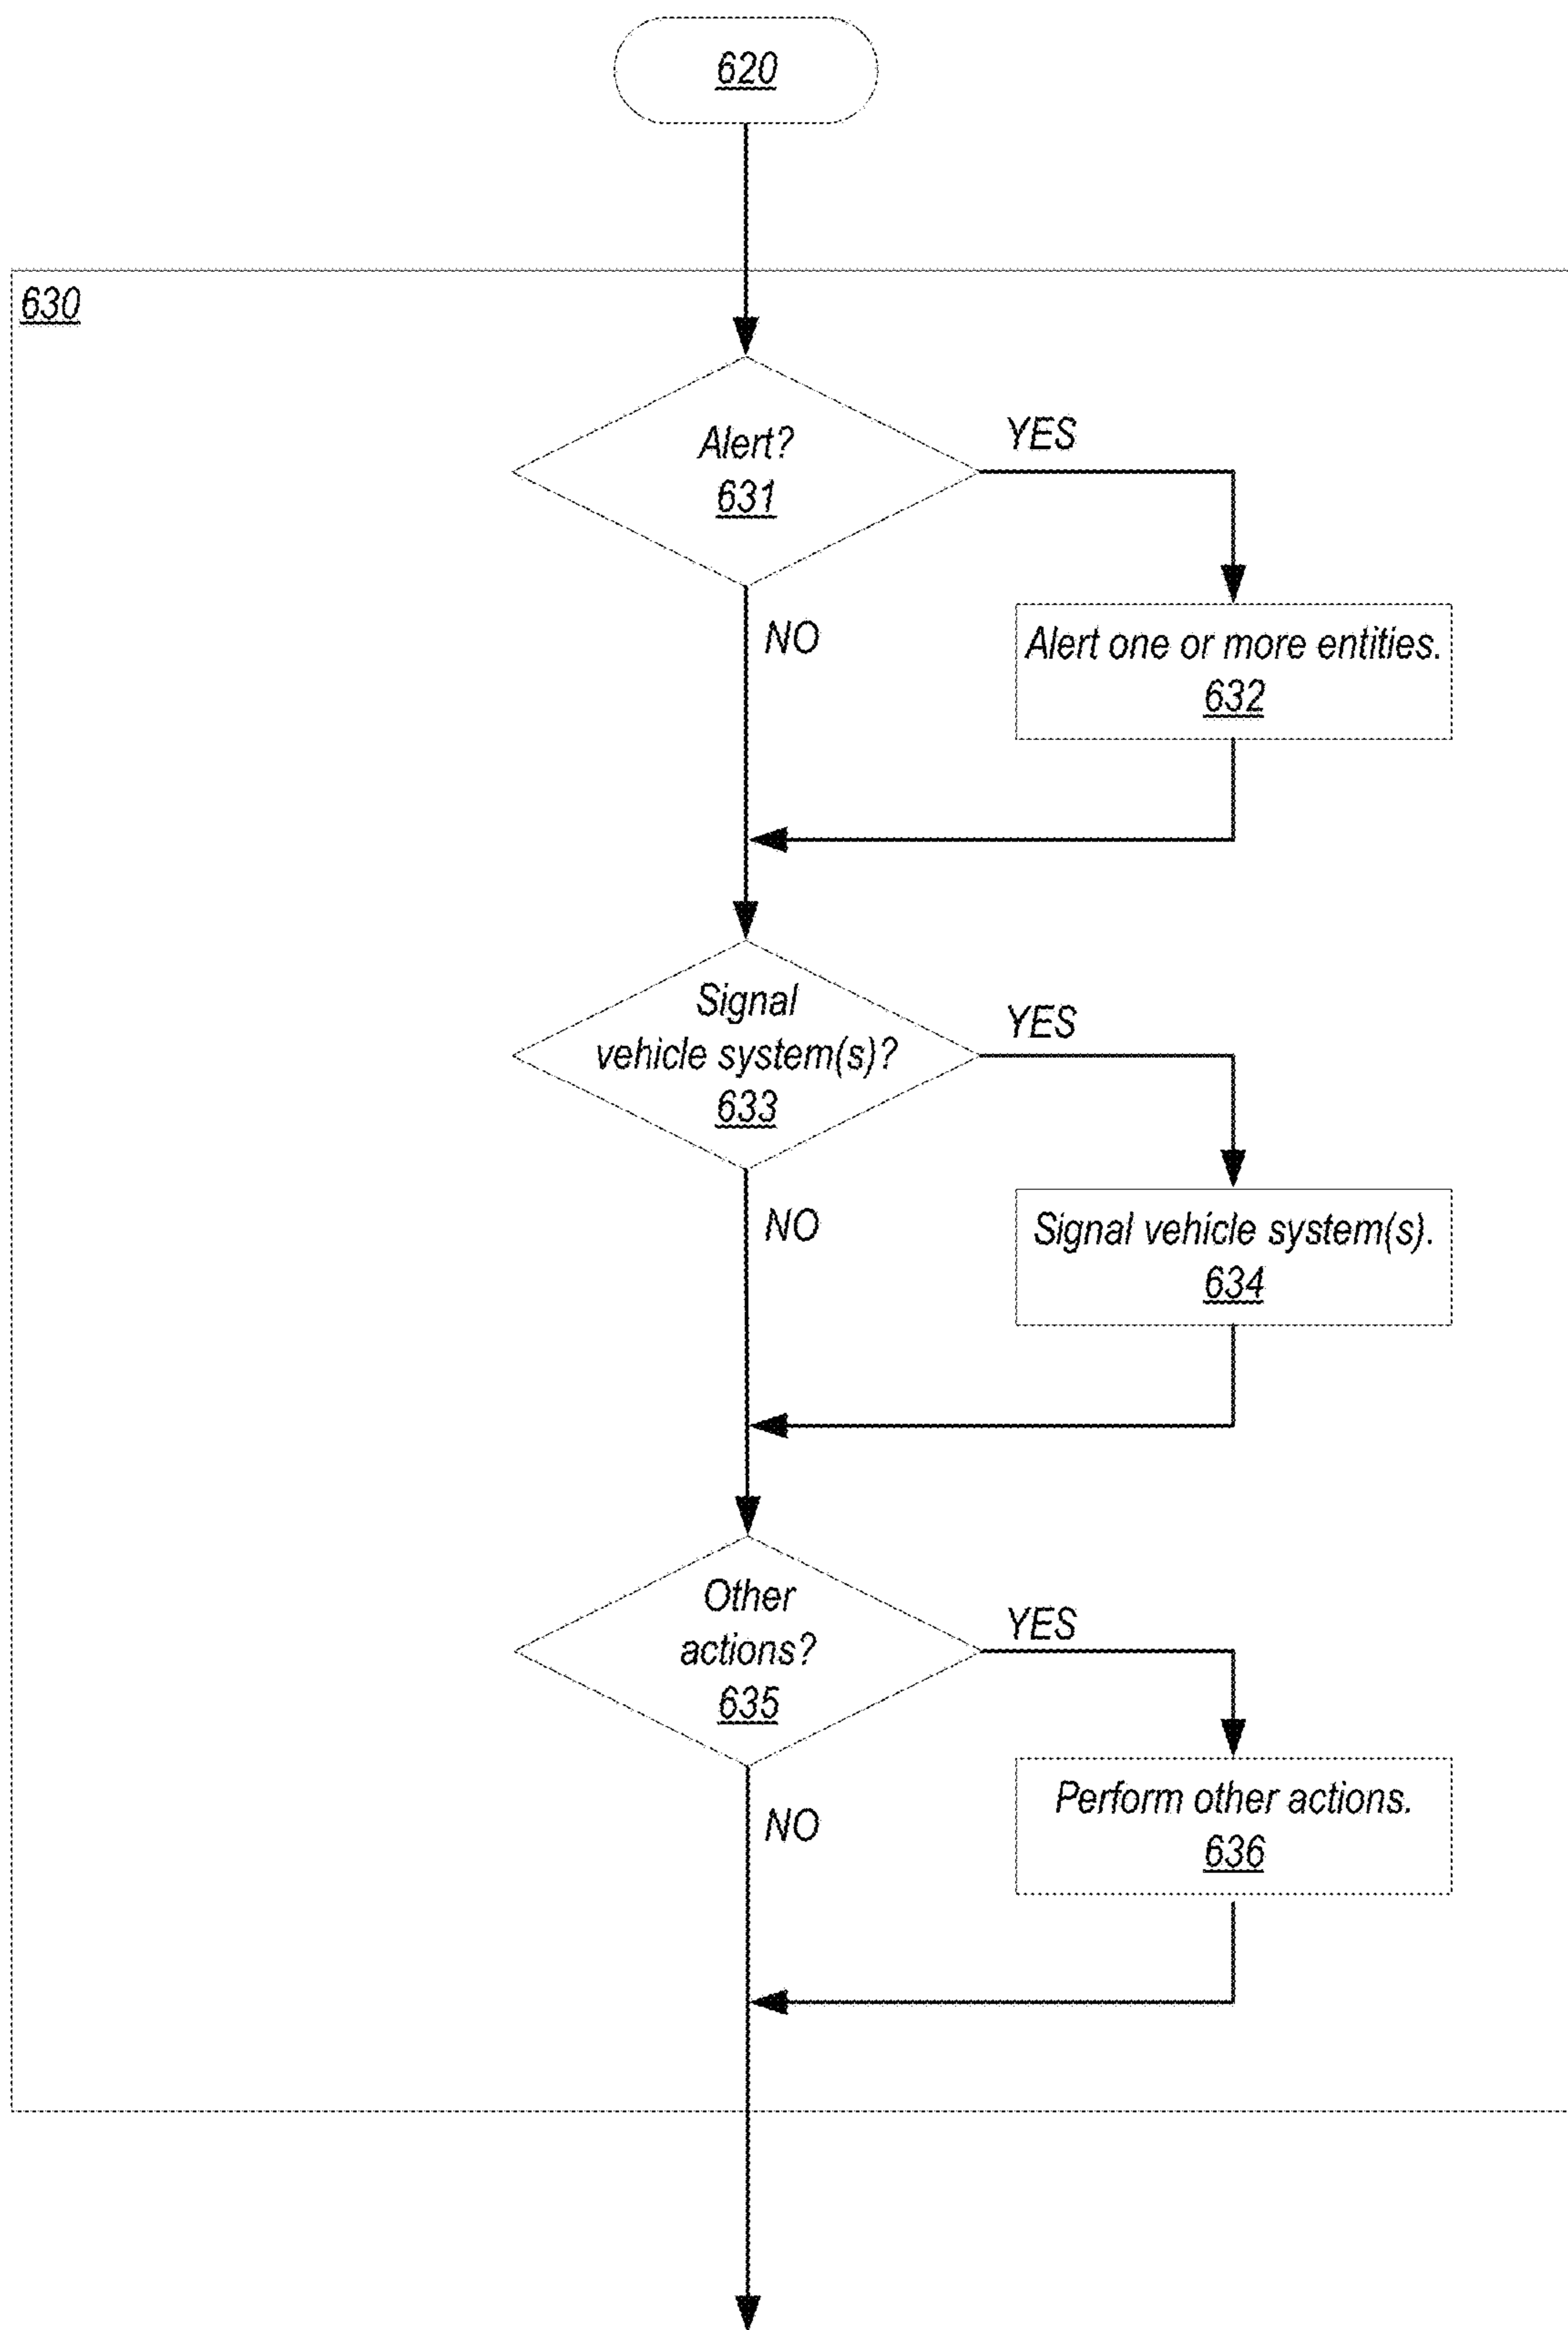 620
630
Alert?
631
YES
NO
Alert one or more entities.
632
Signal
vehicle system(s)?
633
YES
NO
Signal vehicle system(s).
634
Other
actions?
635
YES
NO
Perform other actions.
636